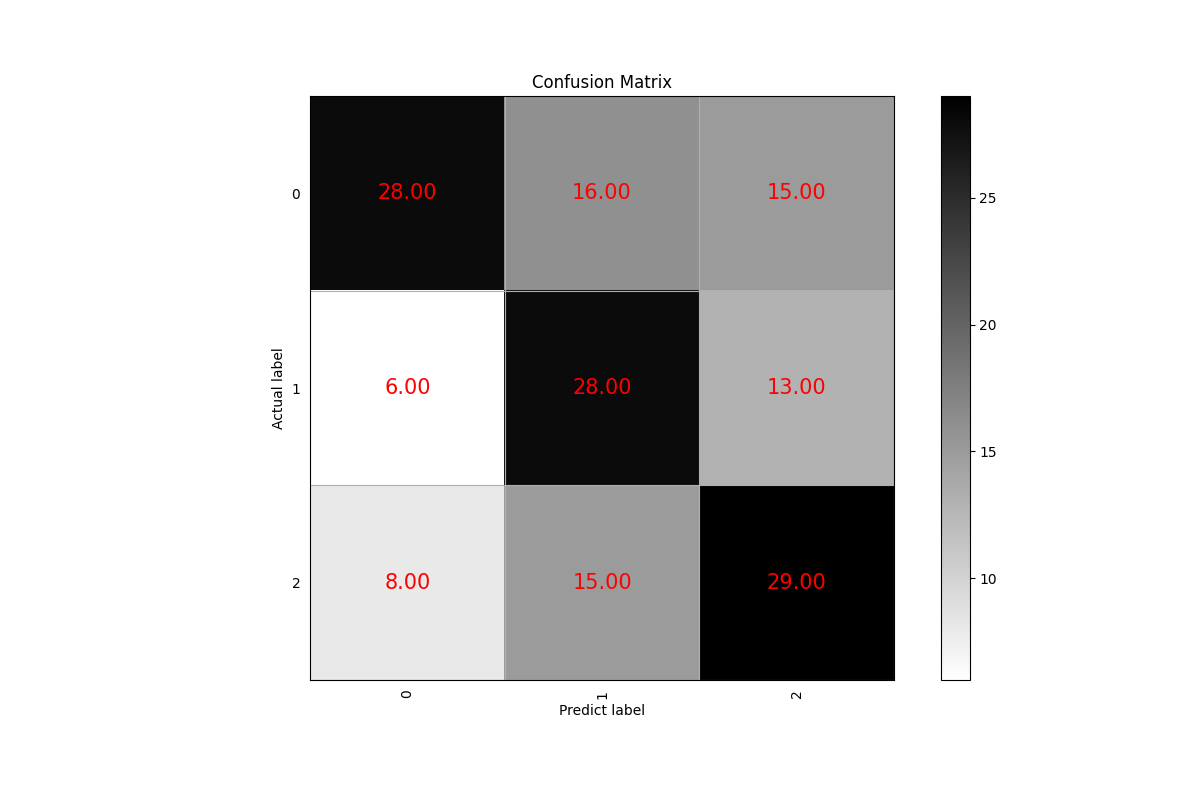 Confusion Matrix
0 28.00 16.00 15.00
1 6.00 28.00 13.00
2 8.00 15.00 29.00
Actual label
0 1 2
Predict label
25
20
15
10